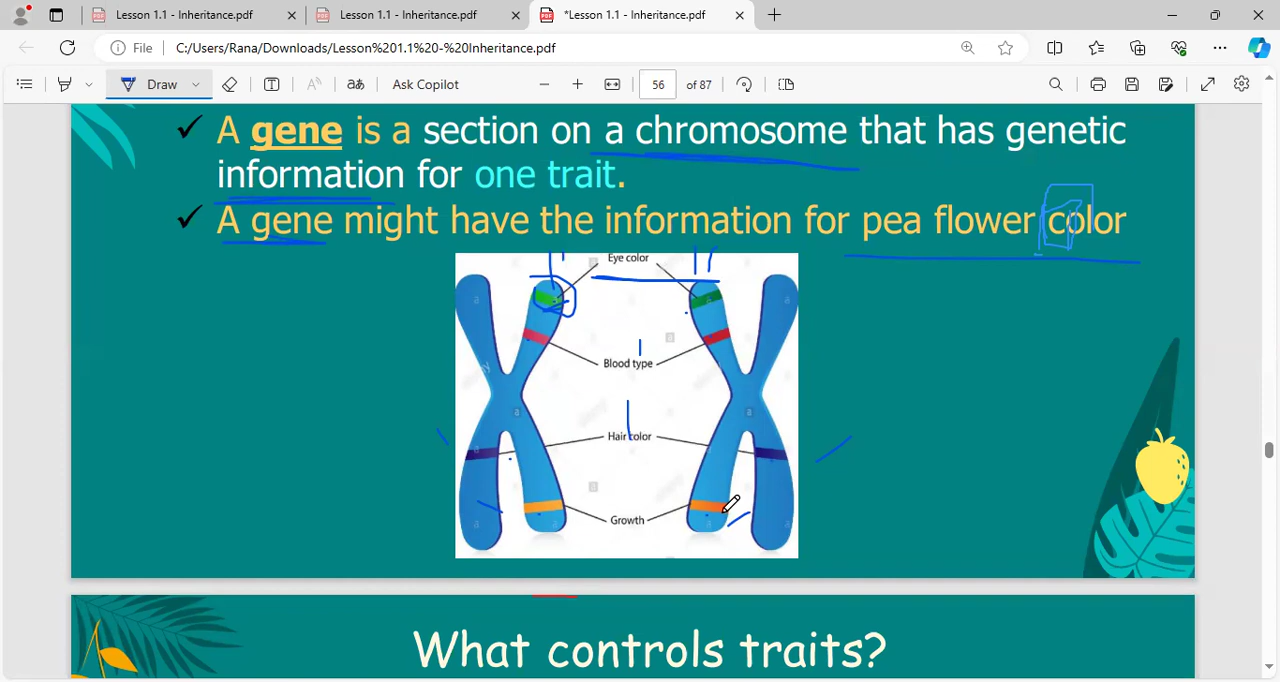 Lesson 1.1 - Inheritance.pdf
Lesson 1.1 - Inheritance.pdf
*Lesson 1.1 - Inheritance.pdf
File
C:/Users/Rana/Downloads/Lesson%201.1%20-%20Inheritance.pdf
Draw
aあ
Ask Copilot
56 of 87
✓ A gene is a section on a chromosome that has genetic
information for one trait.
✓ A gene might have the information for pea flower color
Eye color
Blood type
Hair color
Growth
What controls traits?